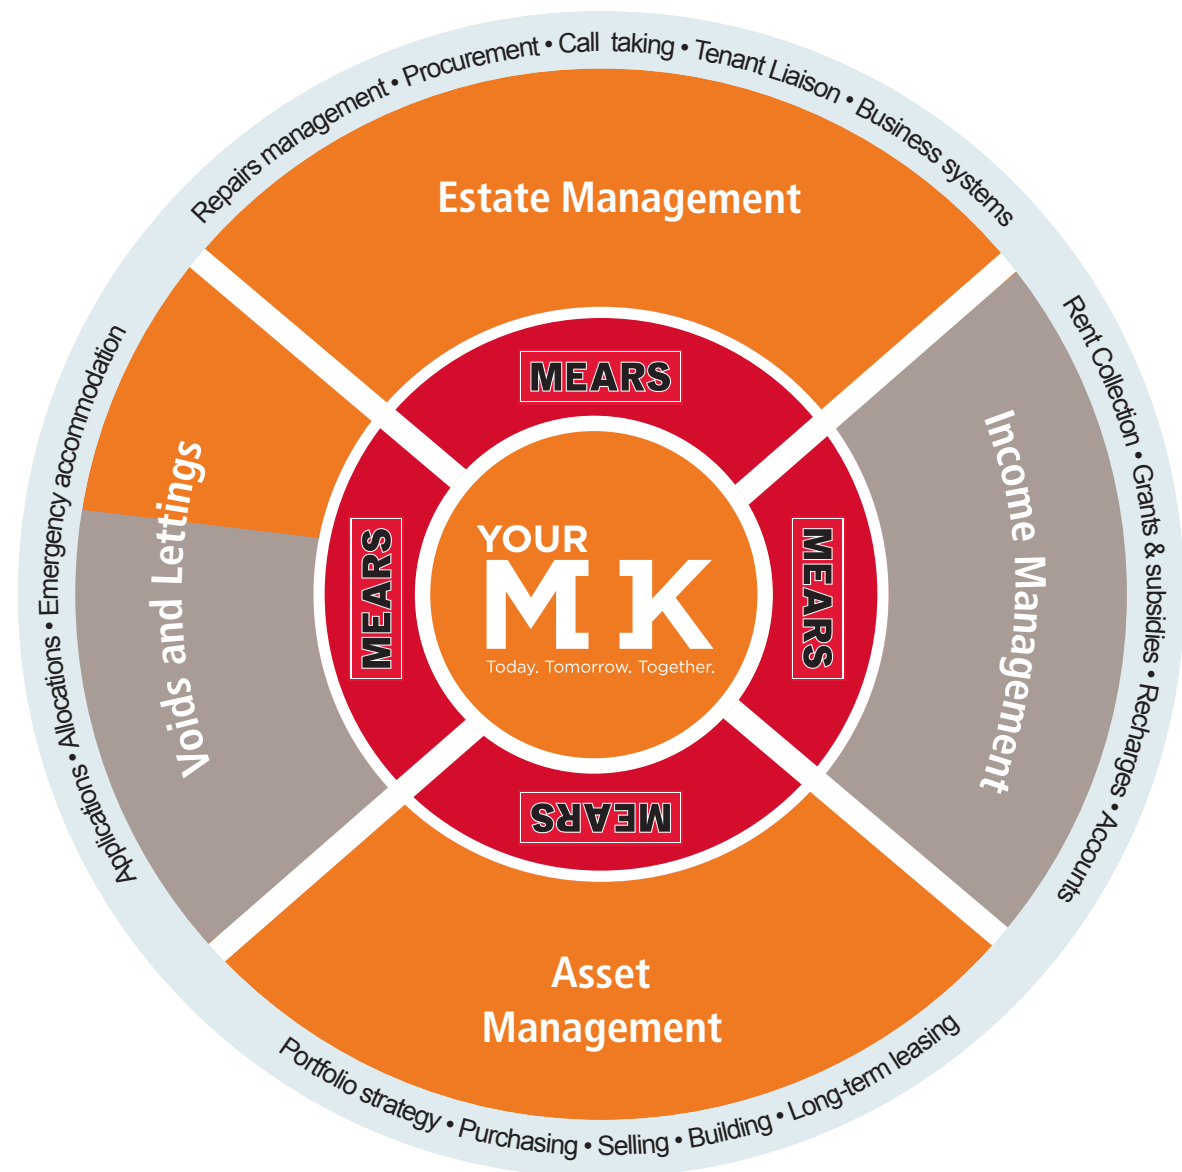 Repairs management • Procurement • Call taking • Tenant Liaison • Business systems
Estate Management
Rent Collection • Grants & subsidies • Recharges • Accounts
Income Management
Applications • Allocations • Emergency accommodation
Voids and Lettings
MEARS
MEARS
MEARS
MEARS
YOUR
MK
Today. Tomorrow. Together.
Asset
Management
Portfolio strategy • Purchasing • Selling • Building • Long-term leasing